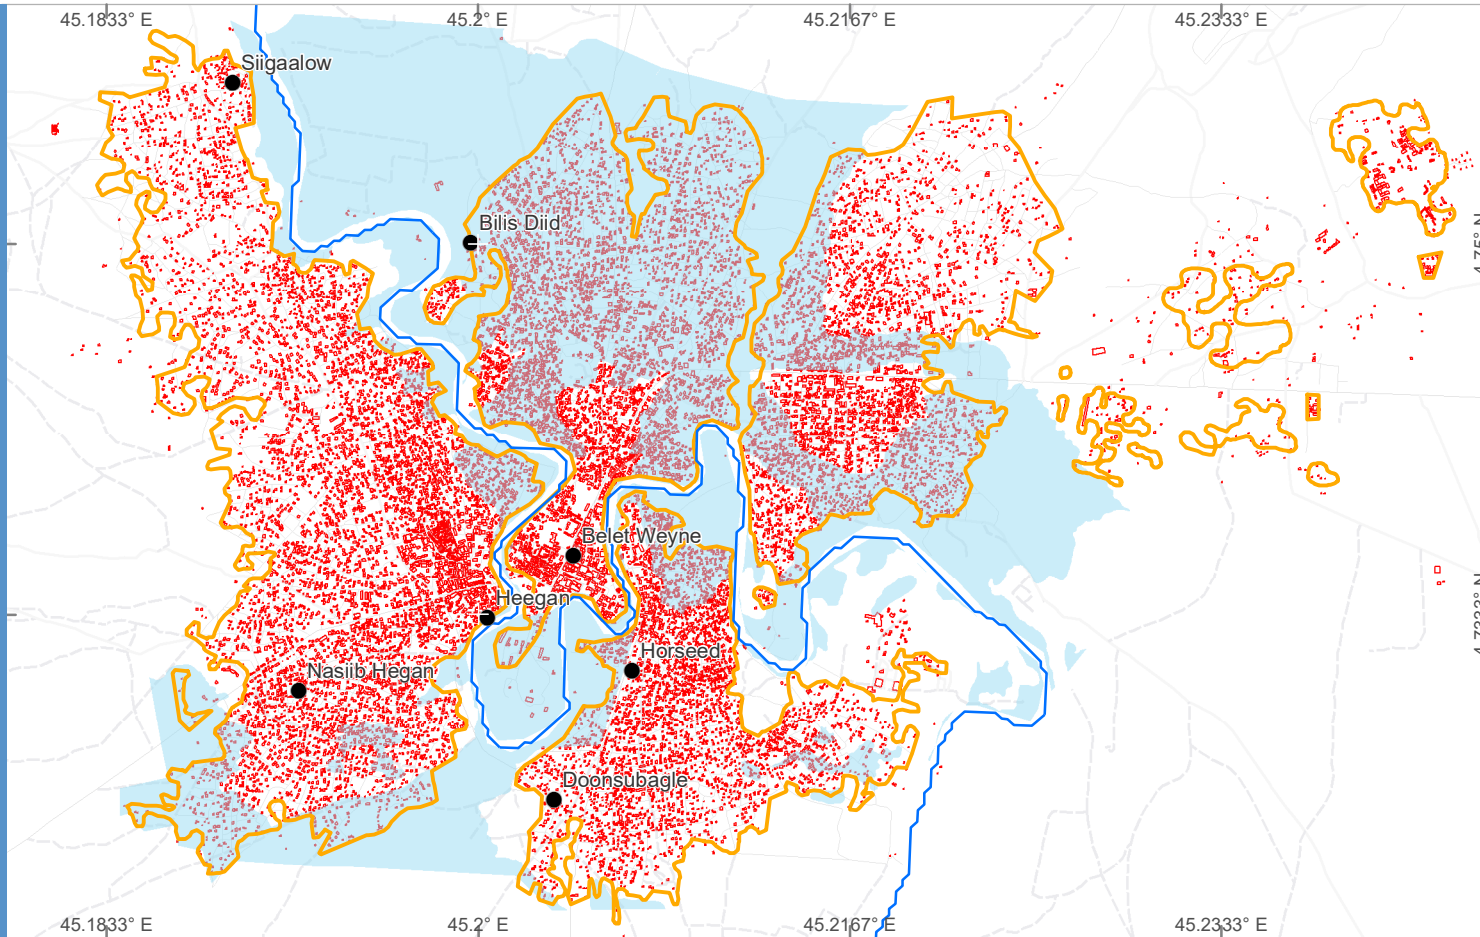 45.1833° E
45.2° E
45.2167° E
45.2333° E
Siigaalow
Bilis Diid
Belet Weyne
Heegan
Horseed
Nasiib Hegan
Doonsubagle
45.1833° E
45.2° E
45.2167° E
45.2333° E